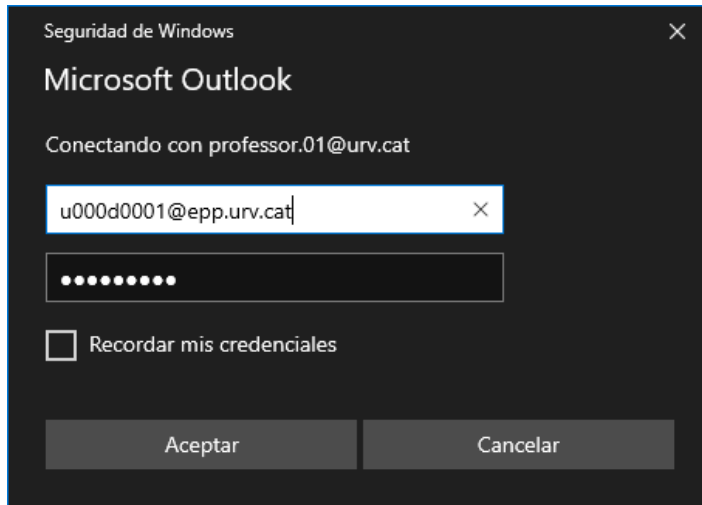 Seguridad de Windows
Microsoft Outlook
Conectando con professor.01@urv.cat
u000d0001@epp.urv.cat
•••••••••
Recordar mis credenciales
Aceptar
Cancelar